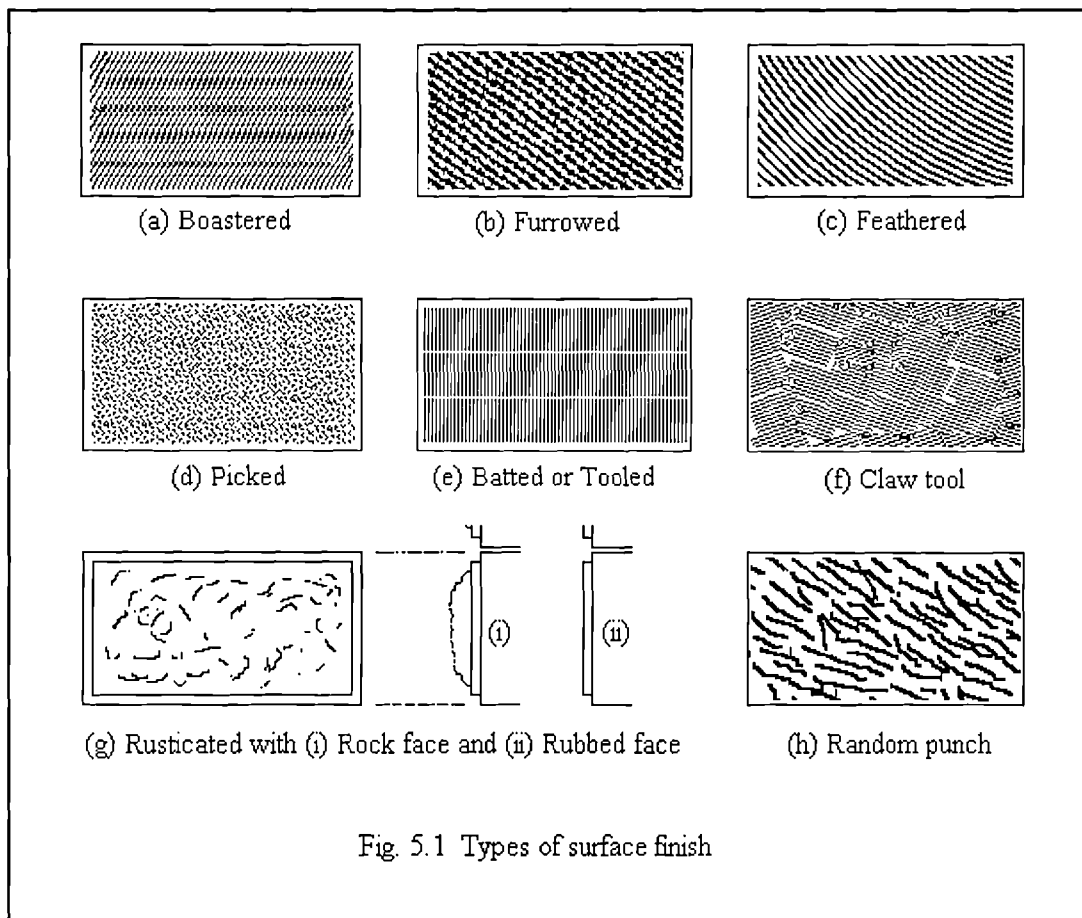 (a) Boastered
(b) Furrowed
(c) Feathered
(d) Picked
(e) Batted or Tooled
(f) Claw tool
(i)
(ii)
(g) Rusticated with (i) Rock face and (ii) Rubbed face
(h) Random punch
Fig. 5.1 Types of surface finish